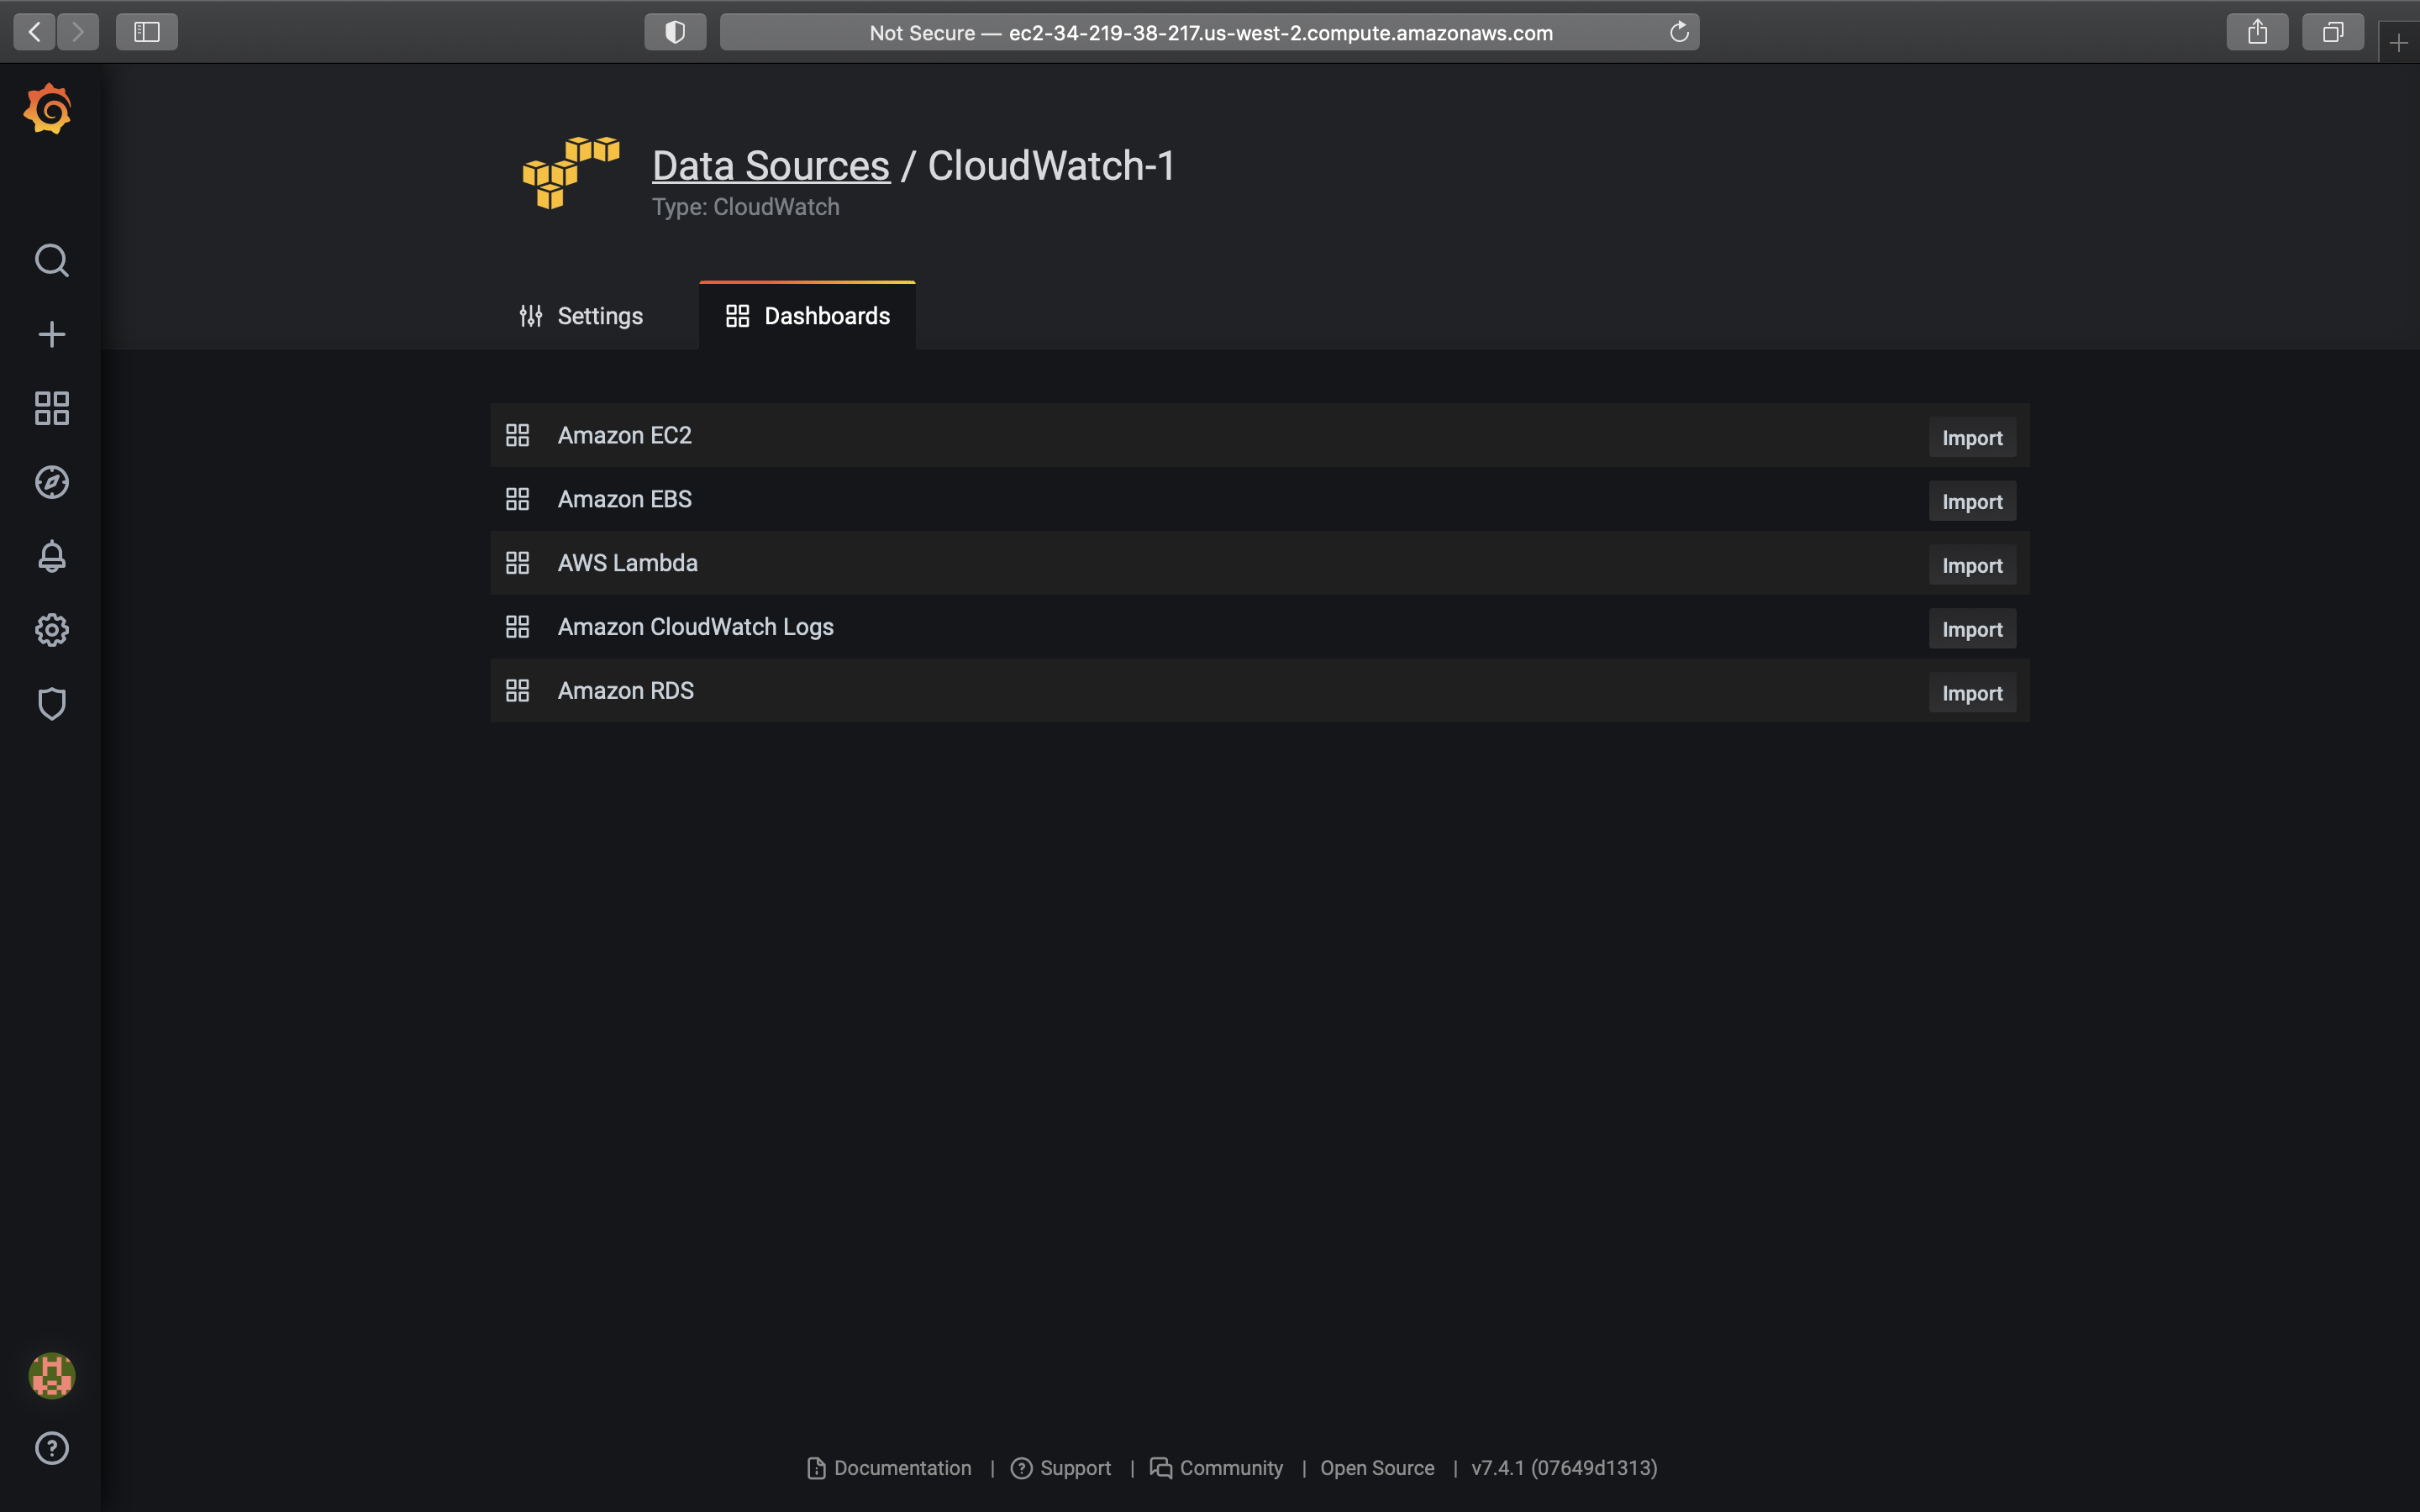 Not Secure — ec2-34-219-38-217.us-west-2.compute.amazonaws.com
Data Sources / CloudWatch-1
Type: CloudWatch
Settings
Dashboards
Amazon EC2
Import
Amazon EBS
Import
AWS Lambda
Import
Amazon CloudWatch Logs
Import
Amazon RDS
Import
Documentation | Support | Community | Open Source | v7.4.1 (07649d1313)